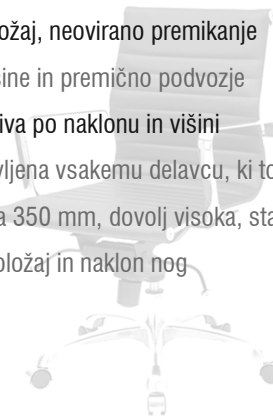 ožaj, neovirano premikanje
šine in premično podvozje
iva po naklonu in višini
vljena vsakemu delavcu, ki to
a 350 mm, dovolj visoka, sta
oložaj in naklon nog